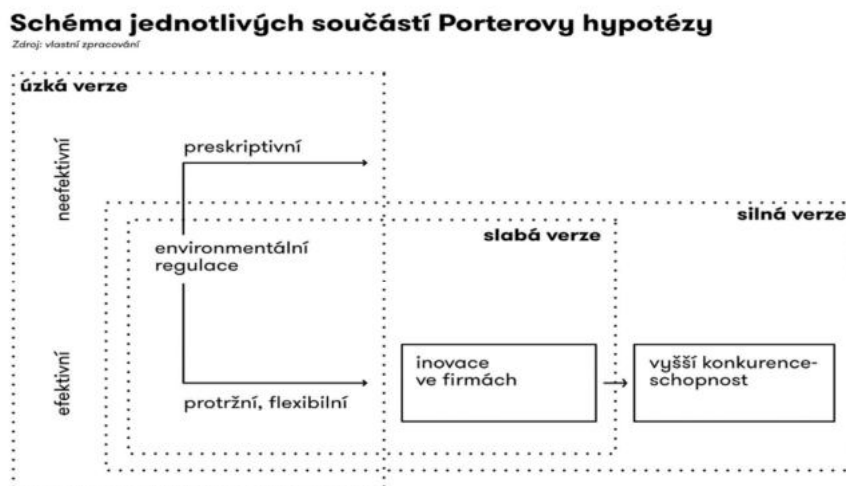 Schéma jednotlivých součástí Porterovy hypotézy
Zdroj: vlastní zpracování
úzká verze
neefektivní
preskriptivní
silná verze
slabá verze
environmentální
regulace
efektivní
inovace
ve firmách
vyšší konkurence-
schopnost
protržní, flexibilní